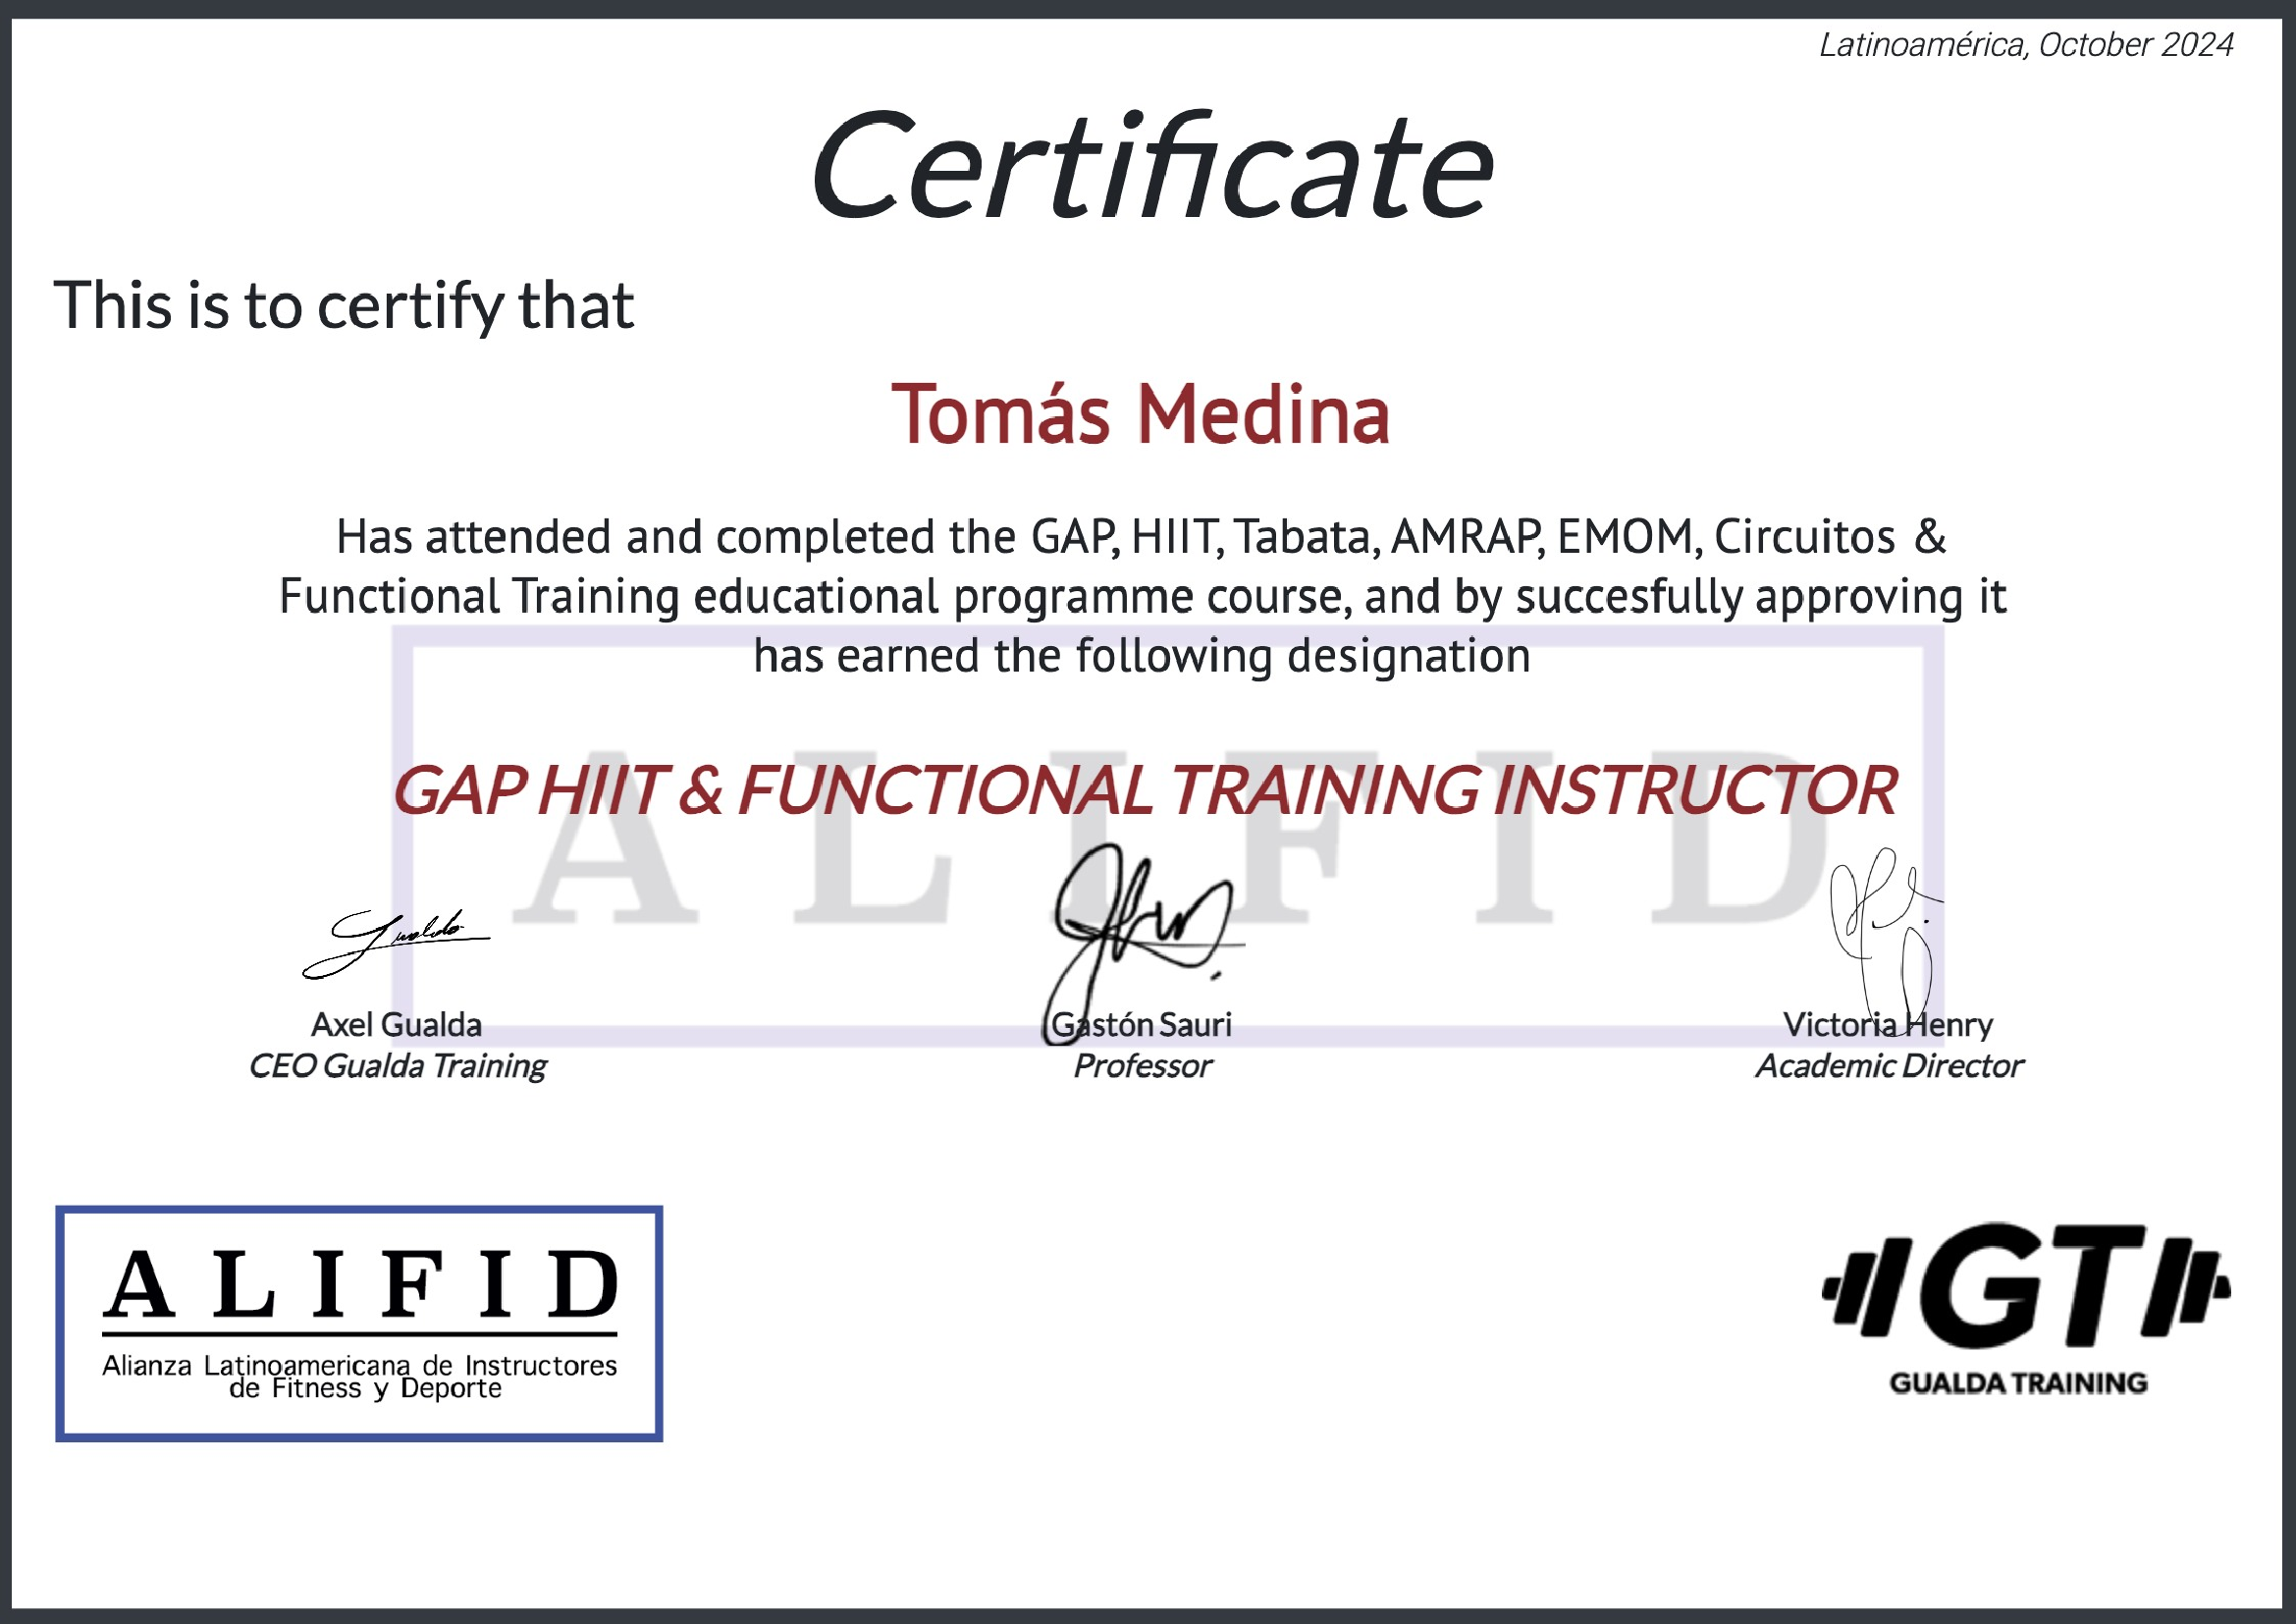 Latinoamérica, October 2024
Certificate
This is to certify that
Tomás Medina
Has attended and completed the GAP, HIIT, Tabata, AMRAP, EMOM, Circuitos &
Functional Training educational programme course, and by succesfully approving it
has earned the following designation
ALIFID
GAP HIIT & FUNCTIONAL TRAINING INSTRUCTOR
Gualda
Axel Gualda
CEO Gualda Training
Gastón Sauri
Professor
Victoria Henry
Academic Director
ALIFID
Alianza Latinoamericana de Instructores
de Fitness y Deporte
GT
GUALDA TRAINING